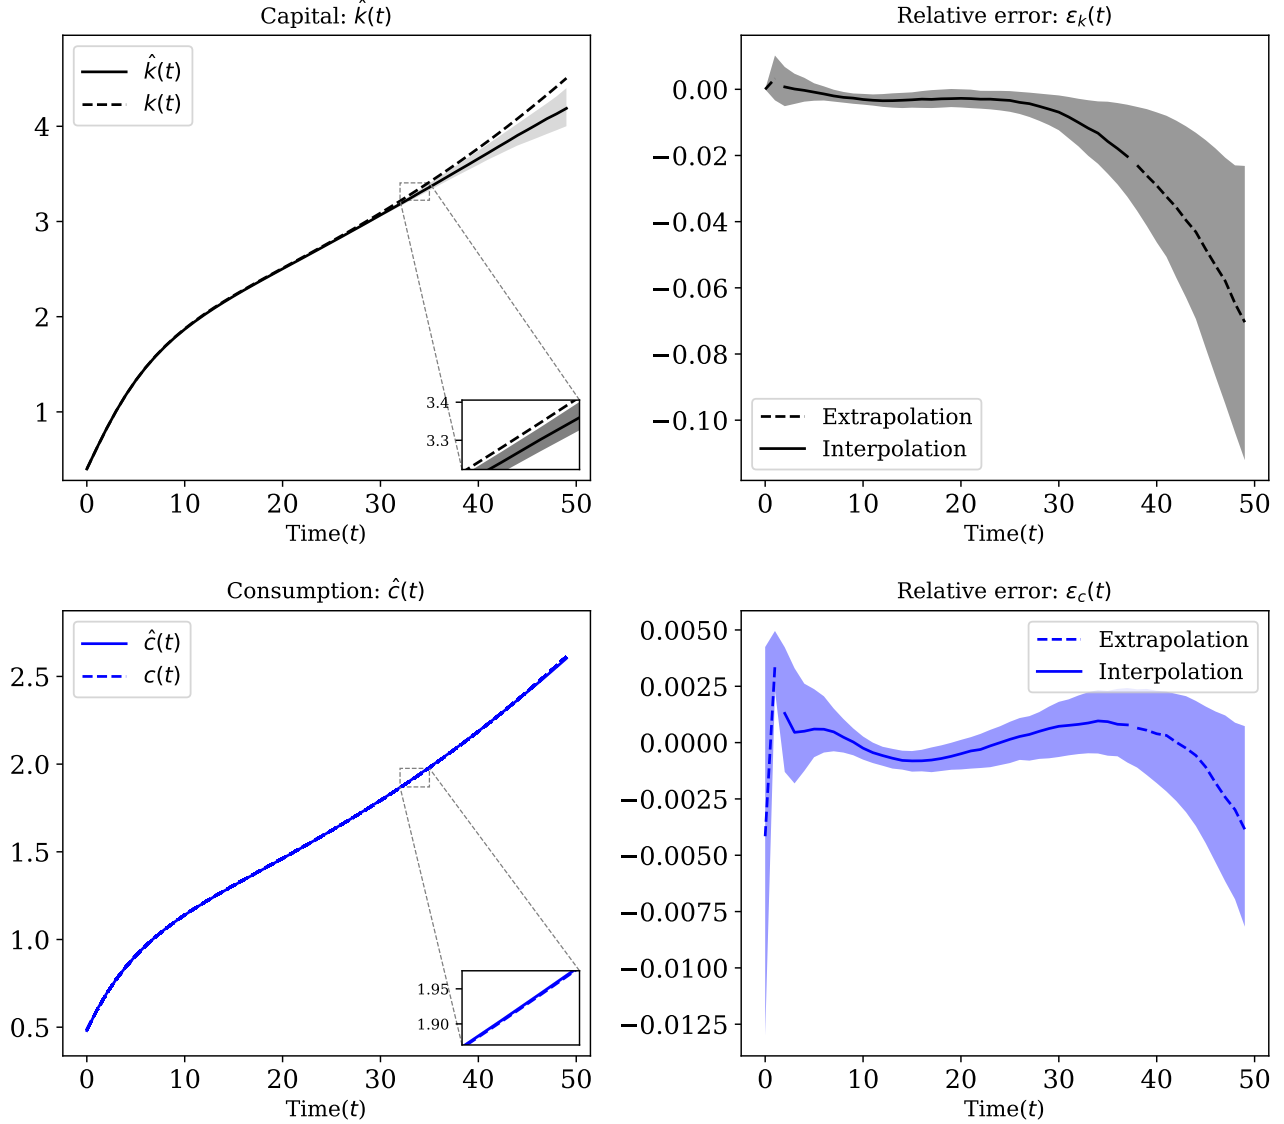 Capital: k̂(t)
k̂(t)
k(t)
4
3
2
1
3.4
3.3
0 10 20 30 40 50
Time(t)
Relative error: εₖ(t)
0.00
−0.02
−0.04
−0.06
−0.08
−0.10
Extrapolation
Interpolation
0 10 20 30 40 50
Time(t)
Consumption: ĉ(t)
ĉ(t)
c(t)
2.5
2.0
1.5
1.0
0.5
1.95
1.90
0 10 20 30 40 50
Time(t)
Relative error: ε_c(t)
Extrapolation
Interpolation
0.0050
0.0025
0.0000
−0.0025
−0.0050
−0.0075
−0.0100
−0.0125
0 10 20 30 40 50
Time(t)